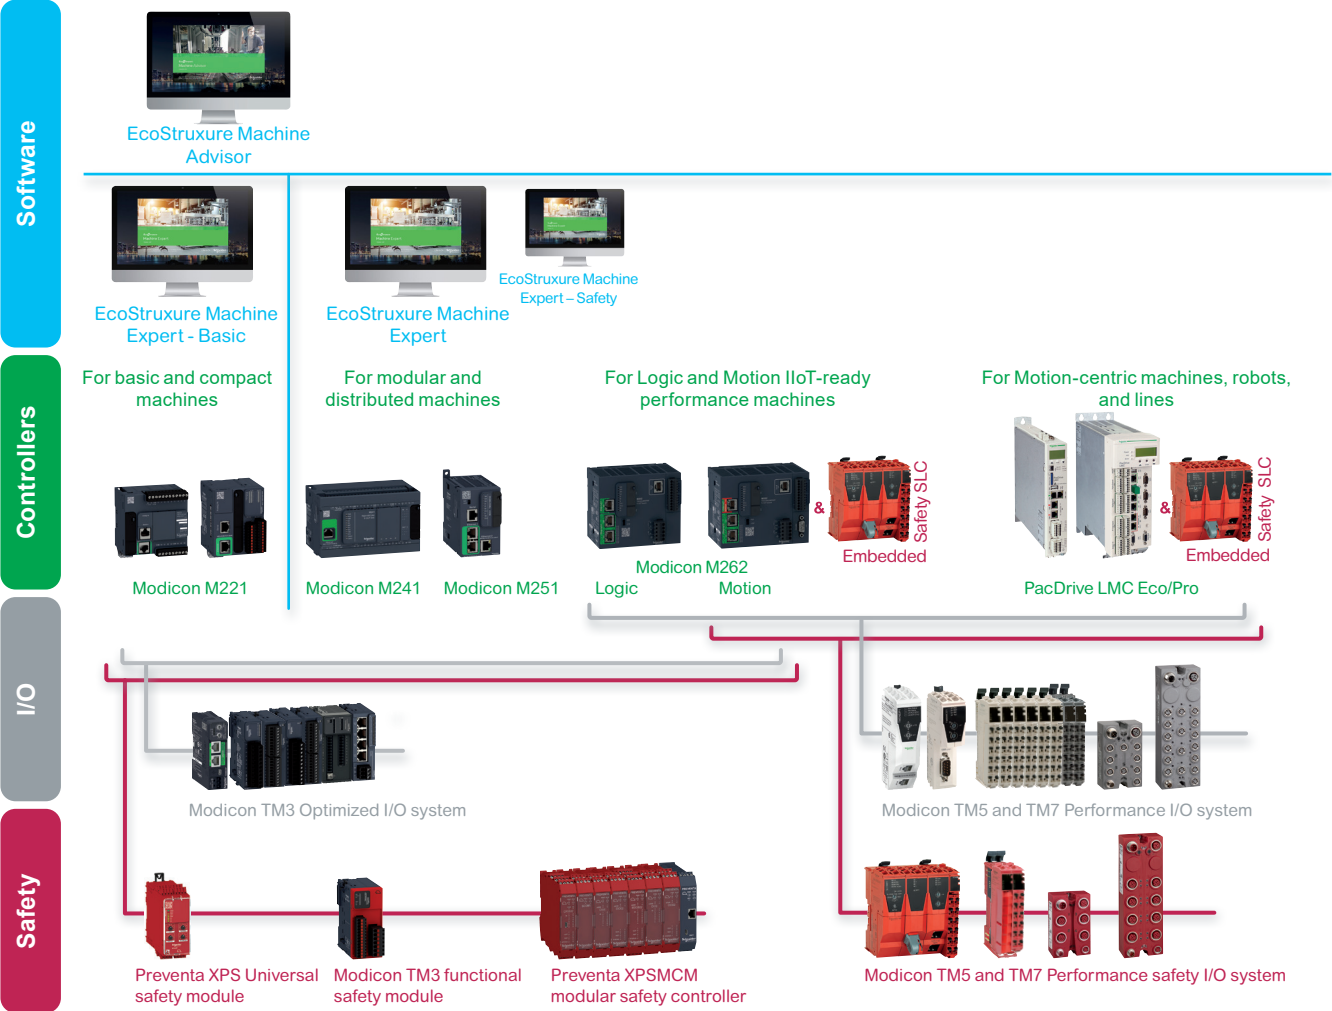 Software
EcoStruxure Machine
Advisor
EcoStruxure Machine
Expert - Basic
EcoStruxure Machine
Expert
EcoStruxure Machine
Expert – Safety
Controllers
For basic and compact
machines
For modular and
distributed machines
For Logic and Motion IIoT-ready
performance machines
For Motion-centric machines, robots,
and lines
&
Safety SLC
Embedded
&
Safety SLC
Embedded
Modicon M221
Modicon M241
Modicon M251
Modicon M262
Logic
Motion
PacDrive LMC Eco/Pro
I/O
Modicon TM3 Optimized I/O system
Modicon TM5 and TM7 Performance I/O system
Safety
Preventa XPS Universal
safety module
Modicon TM3 functional
safety module
Preventa XPSMCM
modular safety controller
Modicon TM5 and TM7 Performance safety I/O system